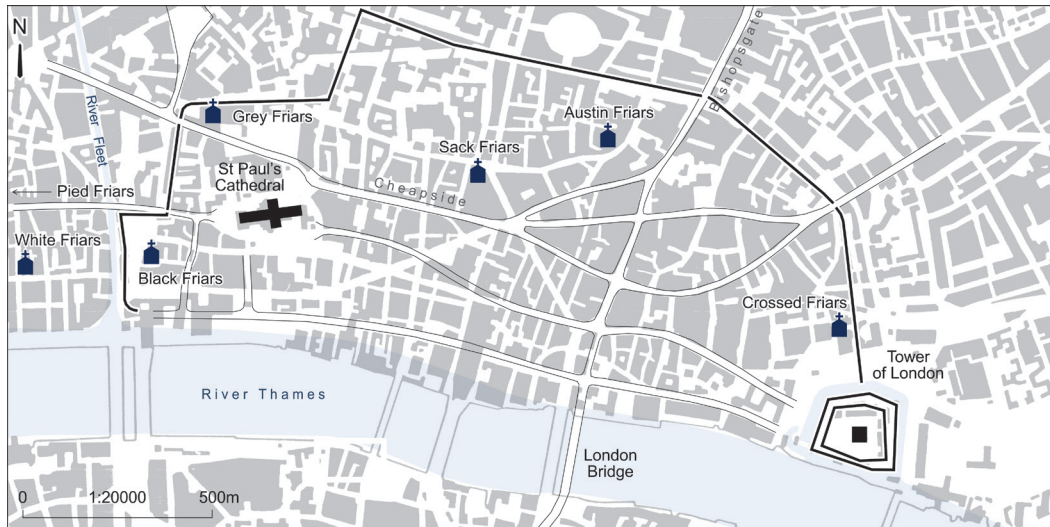 N
River Fleet
Bishopsgate
Grey Friars
Austin Friars
Sack Friars
St Paul's
Cathedral
Pied Friars
Cheapside
White Friars
Black Friars
Crossed Friars
Tower
of London
River Thames
London
Bridge
0 1:20000 500m